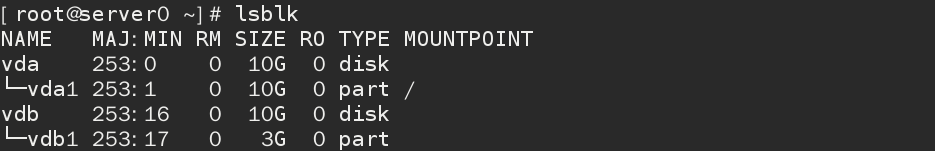 [root@server0 ~]# lsblk
NAME   MAJ:MIN RM SIZE RO TYPE MOUNTPOINT
vda    253:0    0  10G  0 disk
└─vda1 253:1    0  10G  0 part /
vdb    253:16   0  10G  0 disk
└─vdb1 253:17   0   3G  0 part